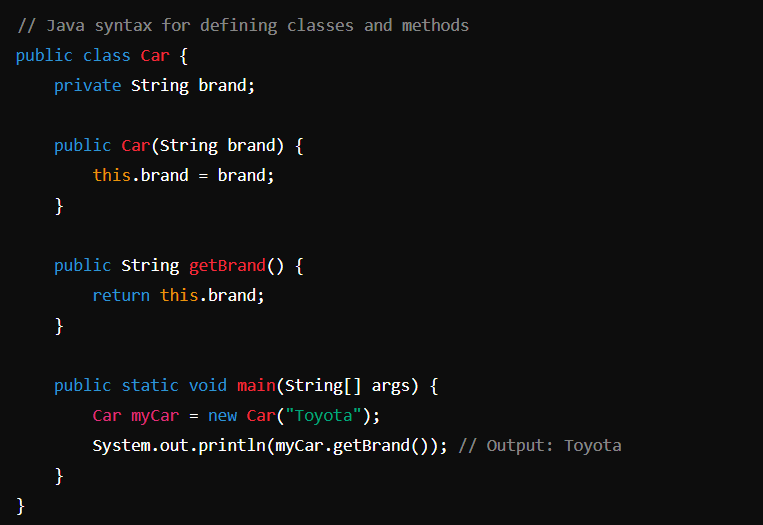 // Java syntax for defining classes and methods
public class Car {
    private String brand;

    public Car(String brand) {
        this.brand = brand;
    }

    public String getBrand() {
        return this.brand;
    }

    public static void main(String[] args) {
        Car myCar = new Car("Toyota");
        System.out.println(myCar.getBrand()); // Output: Toyota
    }
}